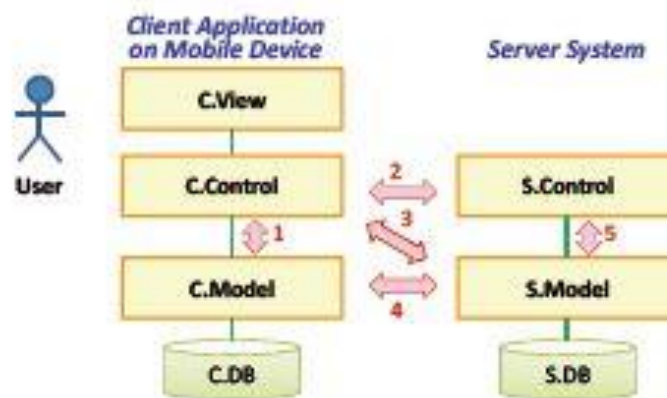 Client Application
on Mobile Device
Server System
C.View
User
C.Control
2
S.Control
3
1
5
C.Model
4
S.Model
C.DB
S.DB